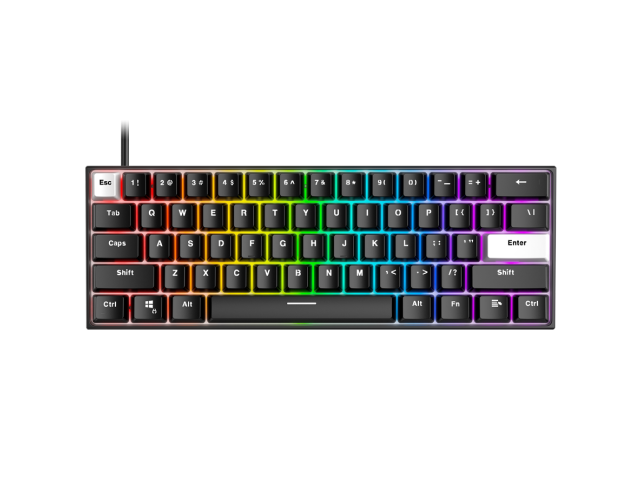 Esc 1! 2@ 3# 4$ 5% 6^ 7& 8* 9( 0) -_ =+ ←
Tab Q W E R T Y U I O P [{ ]} \|
Caps A S D F G H J K L ;: '" Enter
Shift Z X C V B N M ,< .> /? Shift
Ctrl Alt Alt Fn Ctrl